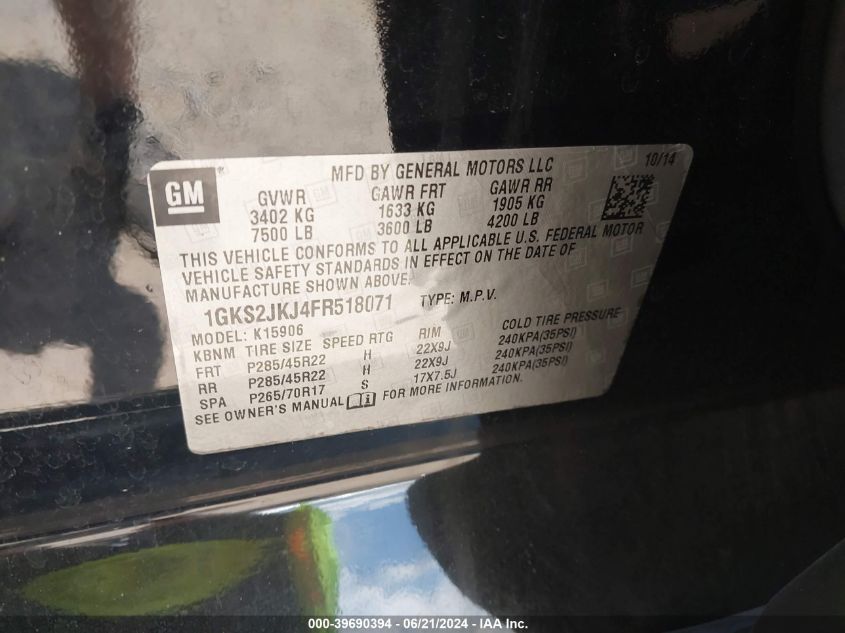 MFD BY GENERAL MOTORS LLC 10/14
GM
GVWR GAWR FRT GAWR RR
3402 KG 1633 KG 1905 KG
7500 LB 3600 LB 4200 LB
THIS VEHICLE CONFORMS TO ALL APPLICABLE U.S. FEDERAL MOTOR
VEHICLE SAFETY STANDARDS IN EFFECT ON THE DATE OF
MANUFACTURE SHOWN ABOVE.
1GKS2JKJ4FR518071 TYPE: M.P.V.
MODEL: K15906
KBNM TIRE SIZE SPEED RTG RIM COLD TIRE PRESSURE
FRT P285/45R22 H 22X9J 240KPA(35PSI)
RR P285/45R22 H 22X9J 240KPA(35PSI)
SPA P265/70R17 S 17X7.5J 240KPA(35PSI)
SEE OWNER'S MANUAL i FOR MORE INFORMATION.
000-39690394 - 06/21/2024 - IAA Inc.